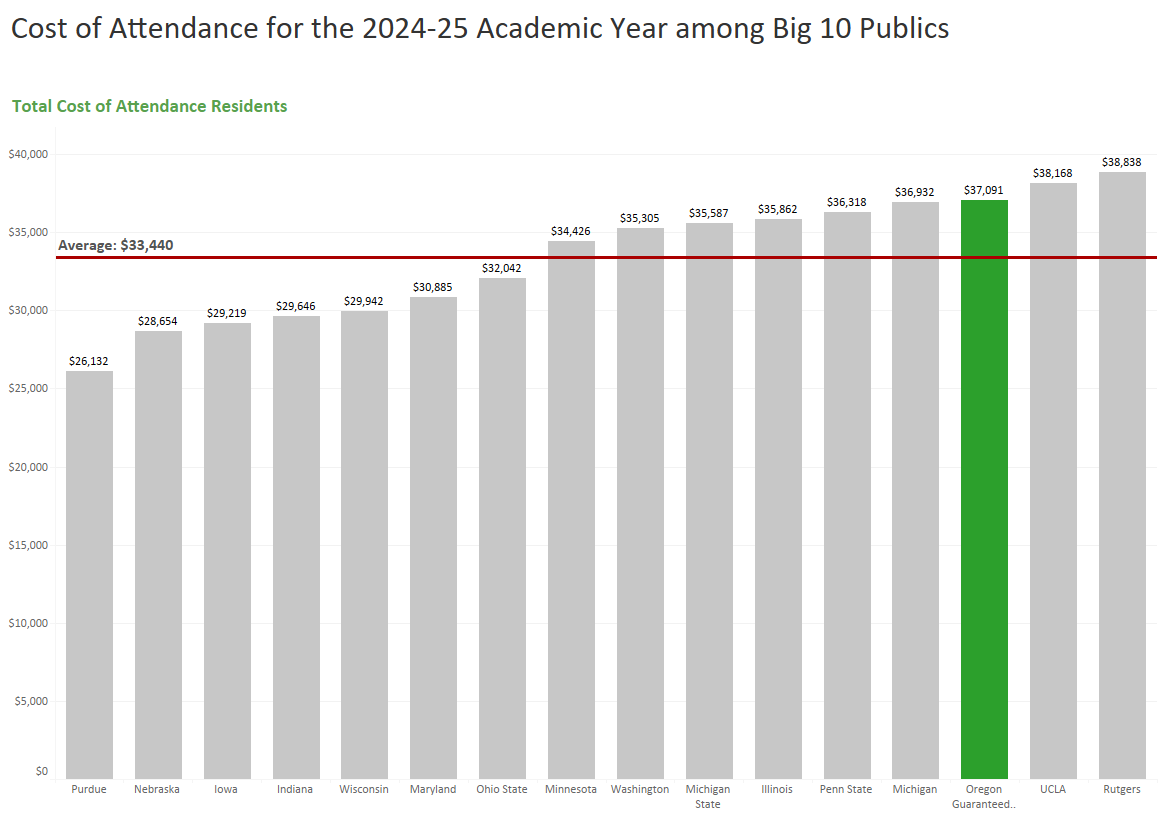 Cost of Attendance for the 2024-25 Academic Year among Big 10 Publics
Total Cost of Attendance Residents
$40,000
$35,000
$30,000
$25,000
$20,000
$15,000
$10,000
$5,000
$0
Average: $33,440
$26,132
$28,654
$29,219
$29,646
$29,942
$30,885
$32,042
$34,426
$35,305
$35,587
$35,862
$36,318
$36,932
$37,091
$38,168
$38,838
Purdue
Nebraska
Iowa
Indiana
Wisconsin
Maryland
Ohio State
Minnesota
Washington
Michigan
State
Illinois
Penn State
Michigan
Oregon
Guaranteed..
UCLA
Rutgers